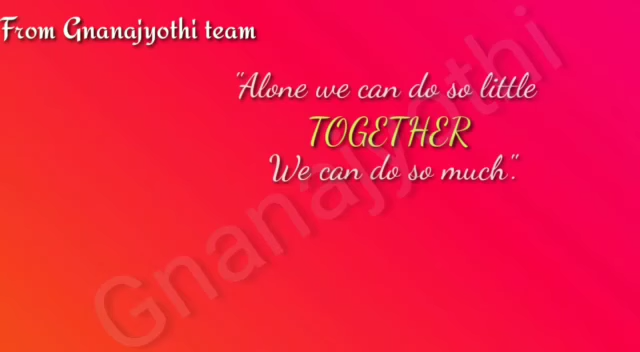 From Gnanajyothi team
"Alone we can do so little
TOGETHER
We can do so much".
Gnanajyothi